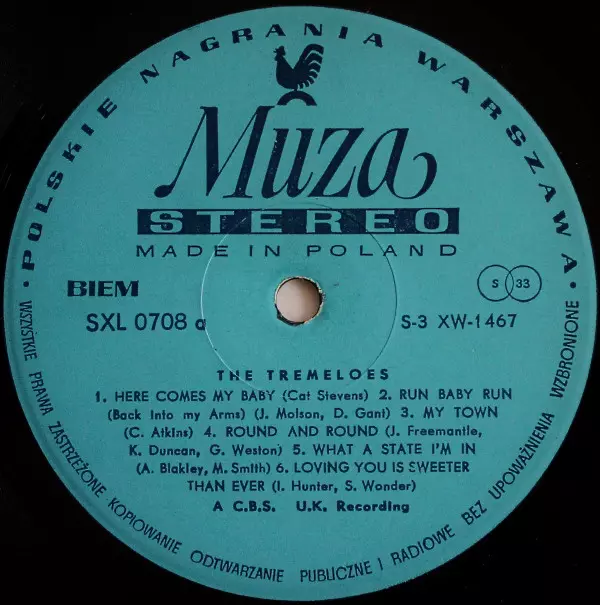 • POLSKIE NAGRANIA WARSZAWA •
Muza
STEREO
MADE IN POLAND
BIEM
S 33
SXL 0708 a
S-3 XW-1467
THE TREMELOES
1. HERE COMES MY BABY (Cat Stevens) 2. RUN BABY RUN
(Back Into my Arms) (J. Molson, D. Gant) 3. MY TOWN
(C. Atkins) 4. ROUND AND ROUND (J. Freemantle,
K. Duncan, G. Weston) 5. WHAT A STATE I'M IN
(A. Blakley, M. Smith) 6. LOVING YOU IS SWEETER
THAN EVER (I. Hunter, S. Wonder)
A C.B.S. U.K. Recording
WSZYSTKIE PRAWA ZASTRZEŻONE KOPIOWANIE ODTWARZANIE PUBLICZNE I RADIOWE BEZ UPOWAŻNIENIA WZBRONIONE